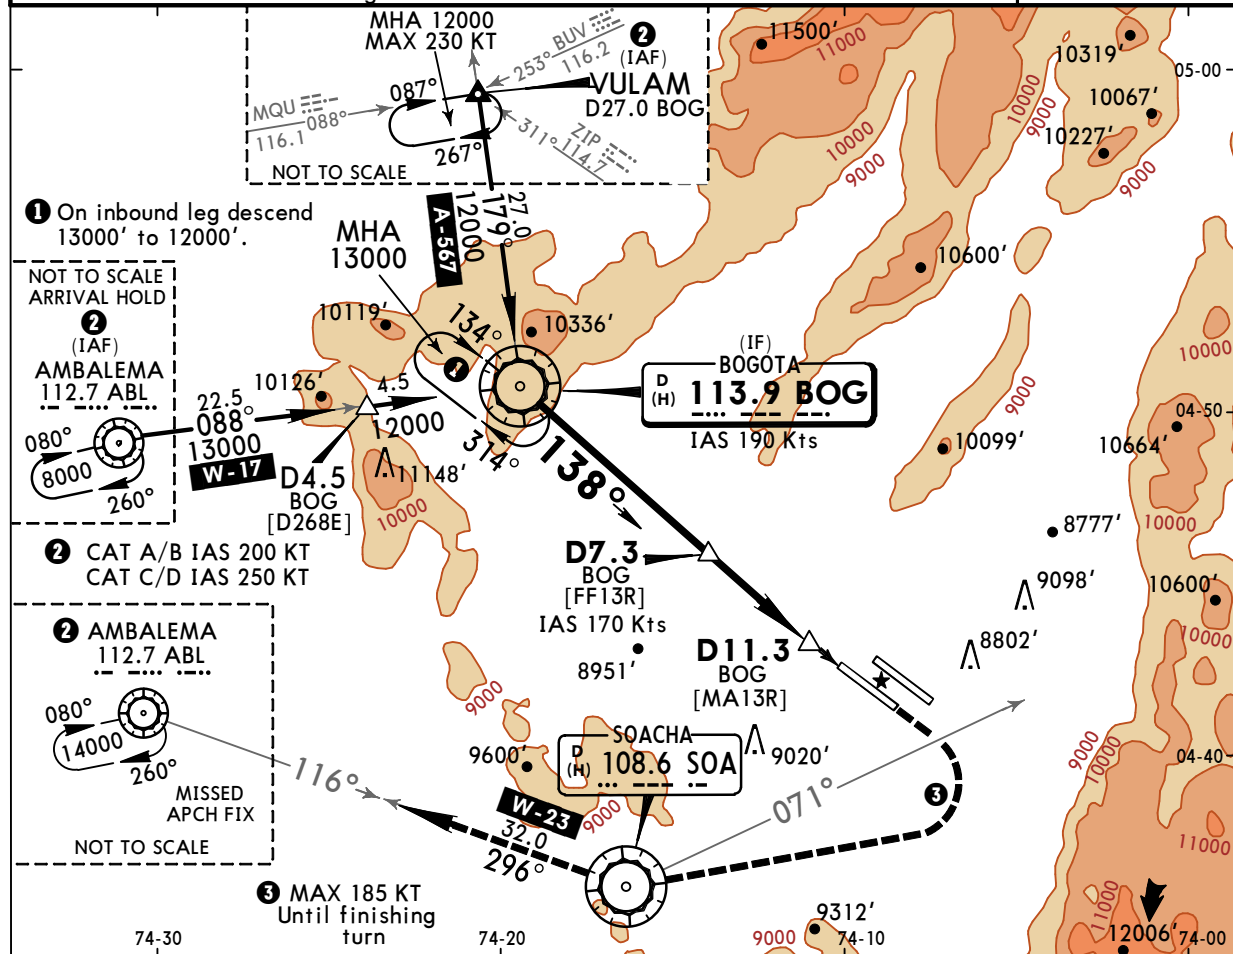 MHA 12000
MAX 230 KT
253° BUV
116.2
2
(IAF)
VULAM
D27.0 BOG
087°
MQU
116.1
088°
267°
311°
ZIP
114.7
NOT TO SCALE
11500'
11000
10319'
05-00
10067'
10227'
10000
9000
10000
9000
9000
1 On inbound leg descend
13000' to 12000'.
MHA
13000
A-567
12000
179°
27.0
10600'
NOT TO SCALE
ARRIVAL HOLD
2
(IAF)
AMBALEMA
112.7 ABL
080°
8000
260°
10119'
134°
10336'
1
10126'
22.5
088°
13000
W-17
4.5
12000
314°
(IF)
BOGOTA
D
(H) 113.9 BOG
IAS 190 Kts
138°
D4.5
BOG
[D268E]
11148'
10000
9000
10099'
10000
04-50
10664'
10000
2 CAT A/B IAS 200 KT
CAT C/D IAS 250 KT
D7.3
BOG
[FF13R]
IAS 170 Kts
8777'
9098'
10600'
10000
8802'
8951'
D11.3
BOG
[MA13R]
2 AMBALEMA
112.7 ABL
080°
14000
260°
MISSED
APCH FIX
NOT TO SCALE
116°
9000
9600'
SOACHA
D
(H) 108.6 SOA
9020'
9000
W-23
32.0
296°
071°
3
9000
10000
04-40
11000
11000
3 MAX 185 KT
Until finishing
turn
74-30
74-20
9000
9312'
74-10
12006'
74-00